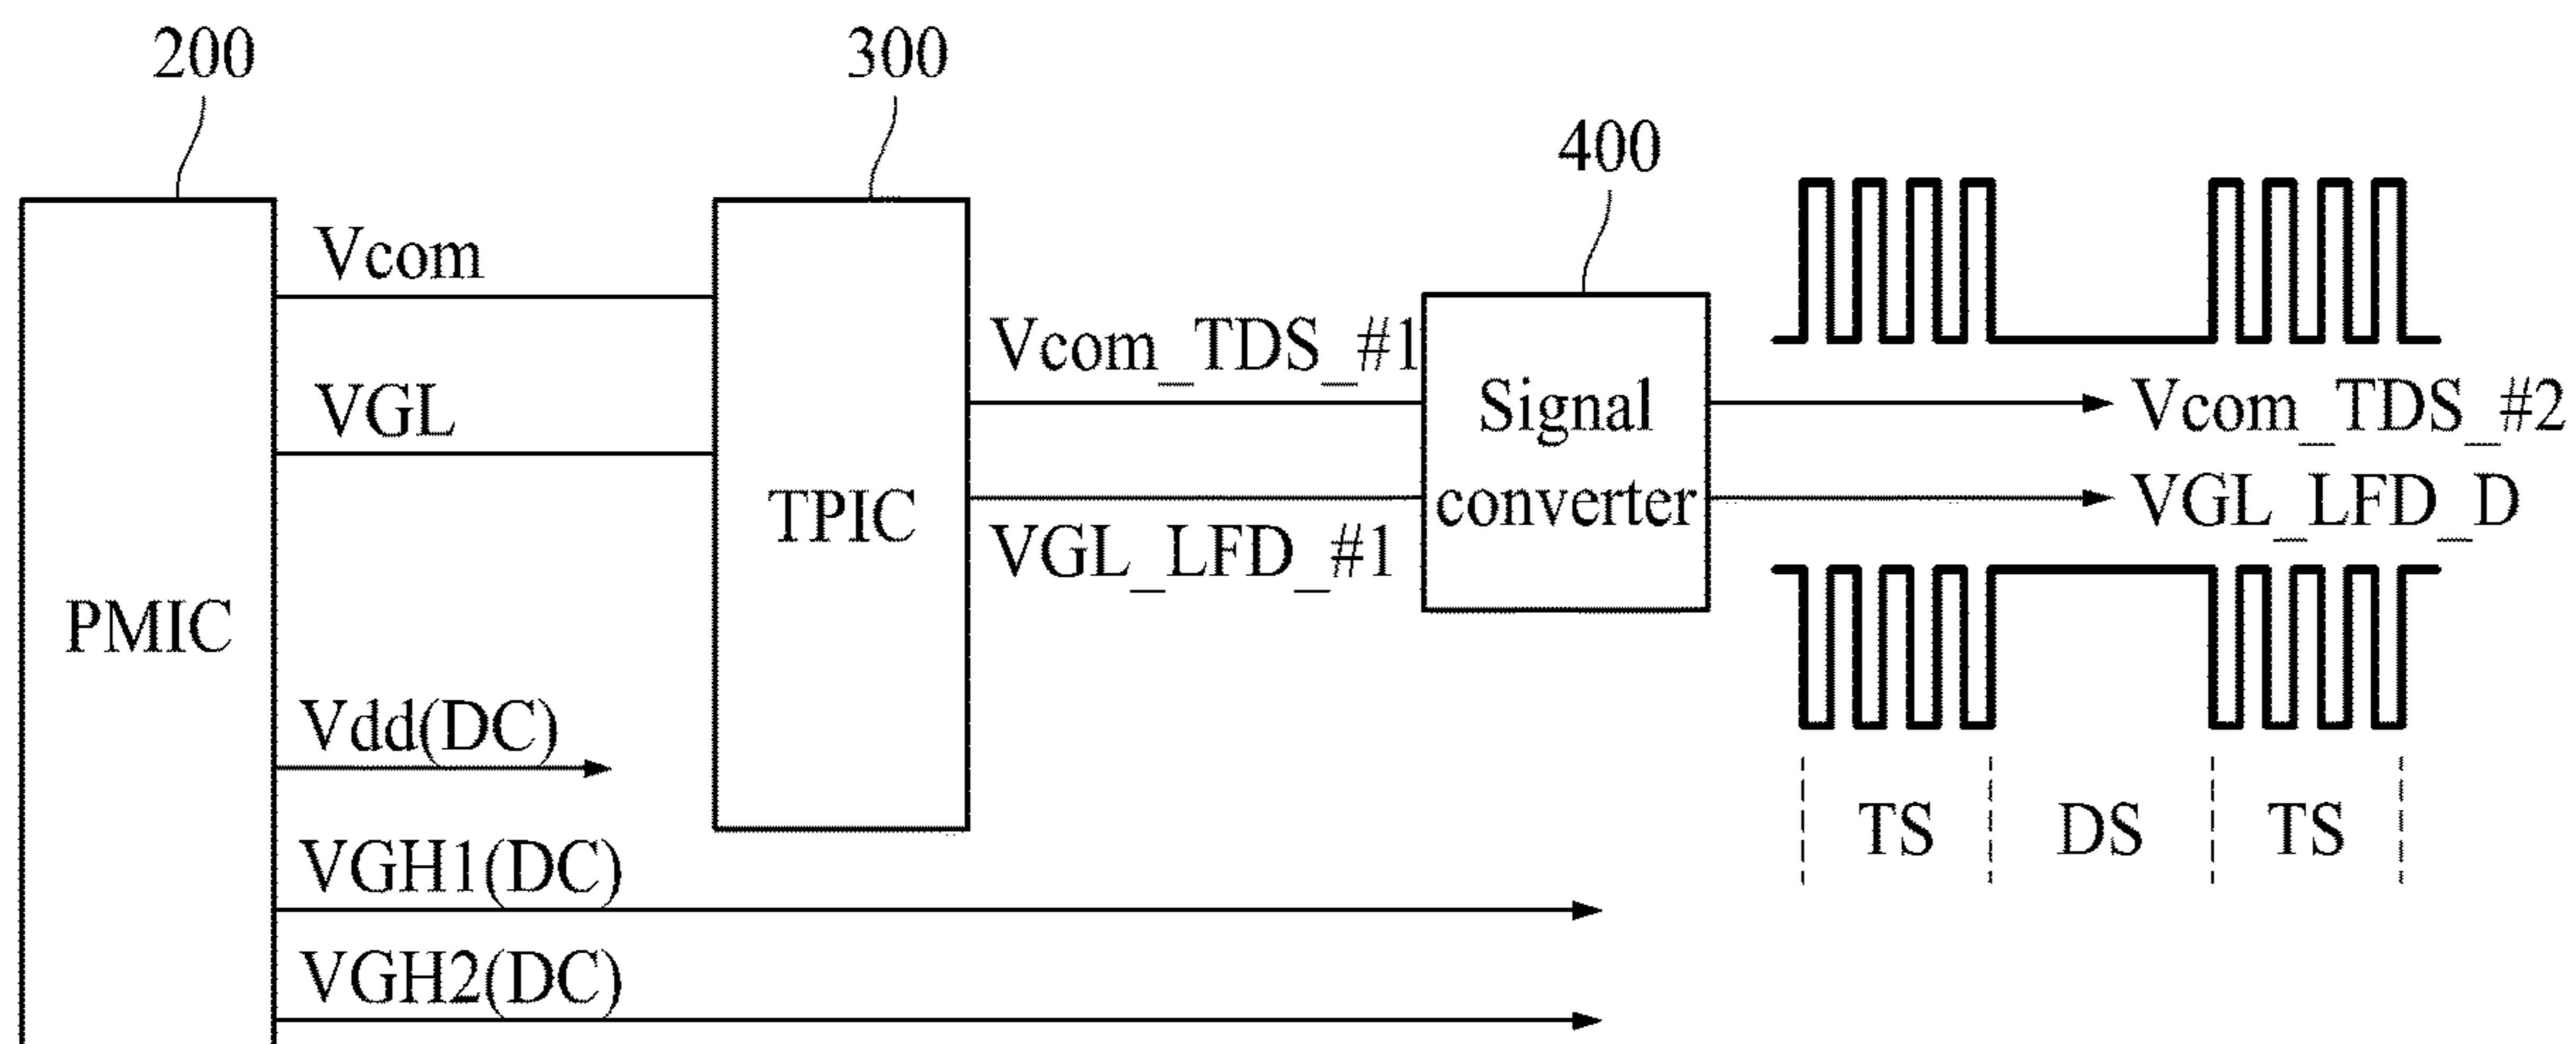 200
300
400
Vcom
Vcom_TDS_#1
VGL
Signal
converter
Vcom_TDS_#2
VGL_LFD_D
TPIC
VGL_LFD_#1
PMIC
Vdd(DC)
TS
DS
TS
VGH1(DC)
VGH2(DC)